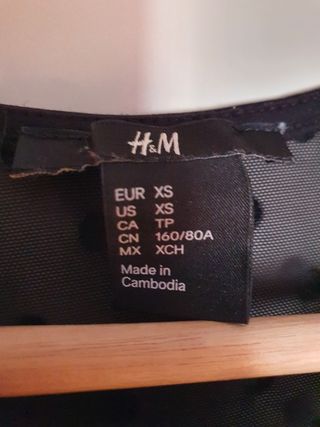 H&M
EUR XS
US XS
CA TP
CN 160/80A
MX XCH
Made in
Cambodia